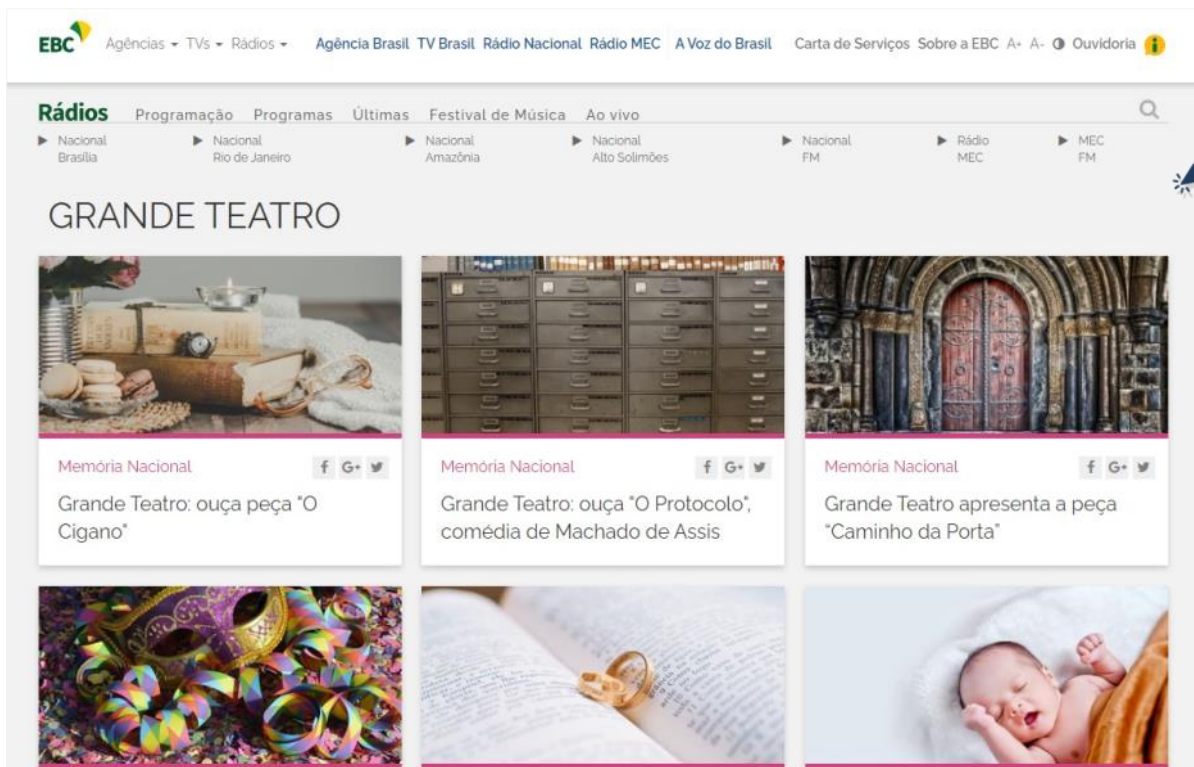 EBC Agências TVs Rádios Agência Brasil TV Brasil Rádio Nacional Rádio MEC A Voz do Brasil Carta de Serviços Sobre a EBC A+ A- Ouvidoria i
Rádios Programação Programas Últimas Festival de Música Ao vivo
Nacional Nacional Nacional Nacional Nacional Rádio MEC
Brasília Rio de Janeiro Amazônia Alto Solimões FM MEC FM
GRANDE TEATRO
Memória Nacional f G+
Grande Teatro: ouça peça "O
Cigano"
Memória Nacional f G+
Grande Teatro: ouça "O Protocolo",
comédia de Machado de Assis
Memória Nacional f G+
Grande Teatro apresenta a peça
“Caminho da Porta”